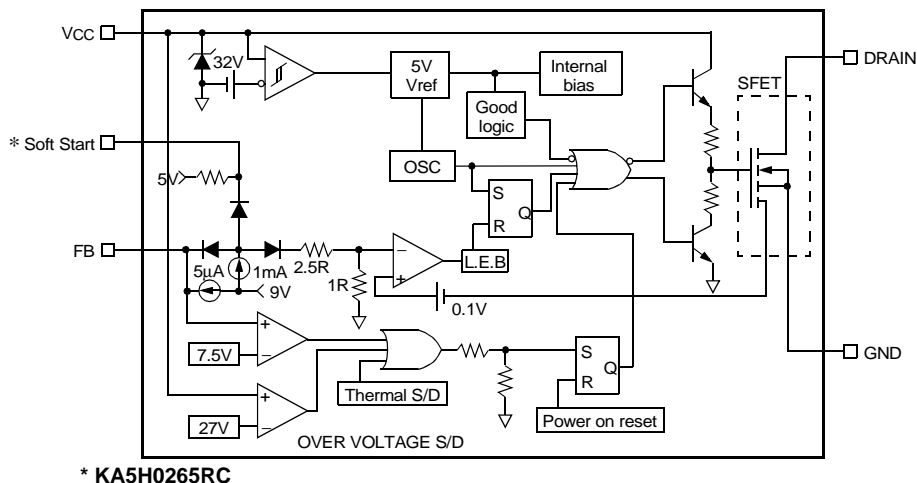 VCC
32V
5V
Vref
Internal
bias
DRAIN
SFET
Good
logic
* Soft Start
OSC
5V
S
R
Q
FB
L.E.B
5μA
1mA
2.5R
1R
9V
0.1V
−
+
+
−
7.5V
S
R
Q
GND
Thermal S/D
+
−
27V
Power on reset
OVER VOLTAGE S/D
* KA5H0265RC